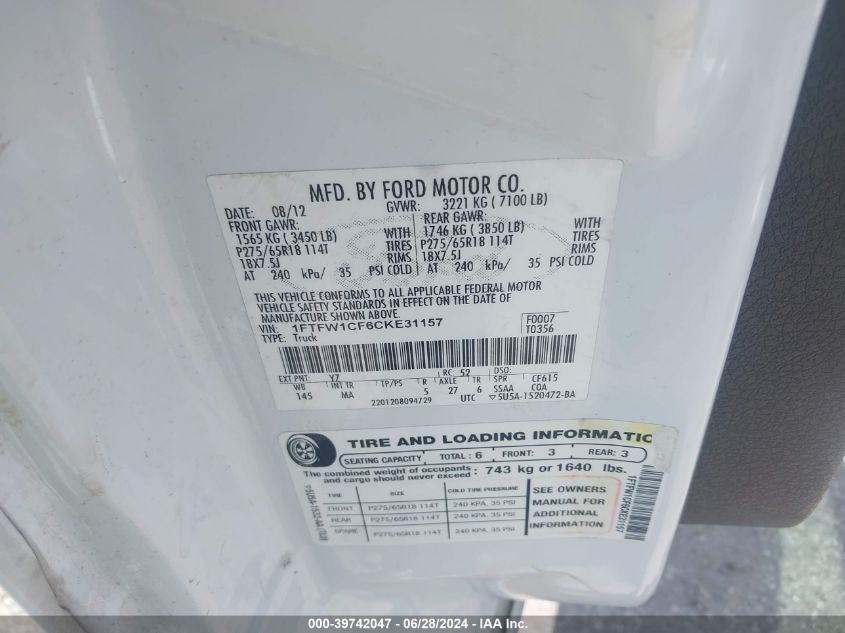 MFD. BY FORD MOTOR CO.
DATE: 08/12 GVWR: 3221 KG ( 7100 LB)
FRONT GAWR: REAR GAWR:
1565 KG ( 3450 LB) WITH 1746 KG ( 3850 LB) WITH
P275/65R18 114T TIRES P275/65R18 114T TIRES
18X7.5J RIMS 18X7.5J RIMS
AT 240 kPa/ 35 PSI COLD AT 240 kPa/ 35 PSI COLD
THIS VEHICLE CONFORMS TO ALL APPLICABLE FEDERAL MOTOR
VEHICLE SAFETY STANDARDS IN EFFECT ON THE DATE OF
MANUFACTURE SHOWN ABOVE.
VIN: 1FTFW1CF6CKE31157 F0007
TYPE: Truck T0356
EXT PNT: YZ RC: 52 DSO:
WB INT TR TP/PS R AXLE TR SPR CF615
145 MA 5 27 6 SSAA COA
2201208094729 UTC ▽5U5A-1520472-BA
TIRE AND LOADING INFORMATIO
SEATING CAPACITY TOTAL : 6 FRONT: 3 REAR: 3
The combined weight of occupants and cargo should never exceed : 743 kg or 1640 lbs.
TIRE SIZE COLD TIRE PRESSURE
FRONT P275/65R18 114T 240 KPA, 35 PSI
REAR P275/65R18 114T 240 KPA, 35 PSI
SPARE P275/65R18 114T 240 KPA, 35 PSI
SEE OWNERS
MANUAL FOR
ADDITIONAL
INFORMATION
1FTFW1CF6CKE31157
000-39742047 - 06/28/2024 - IAA Inc.